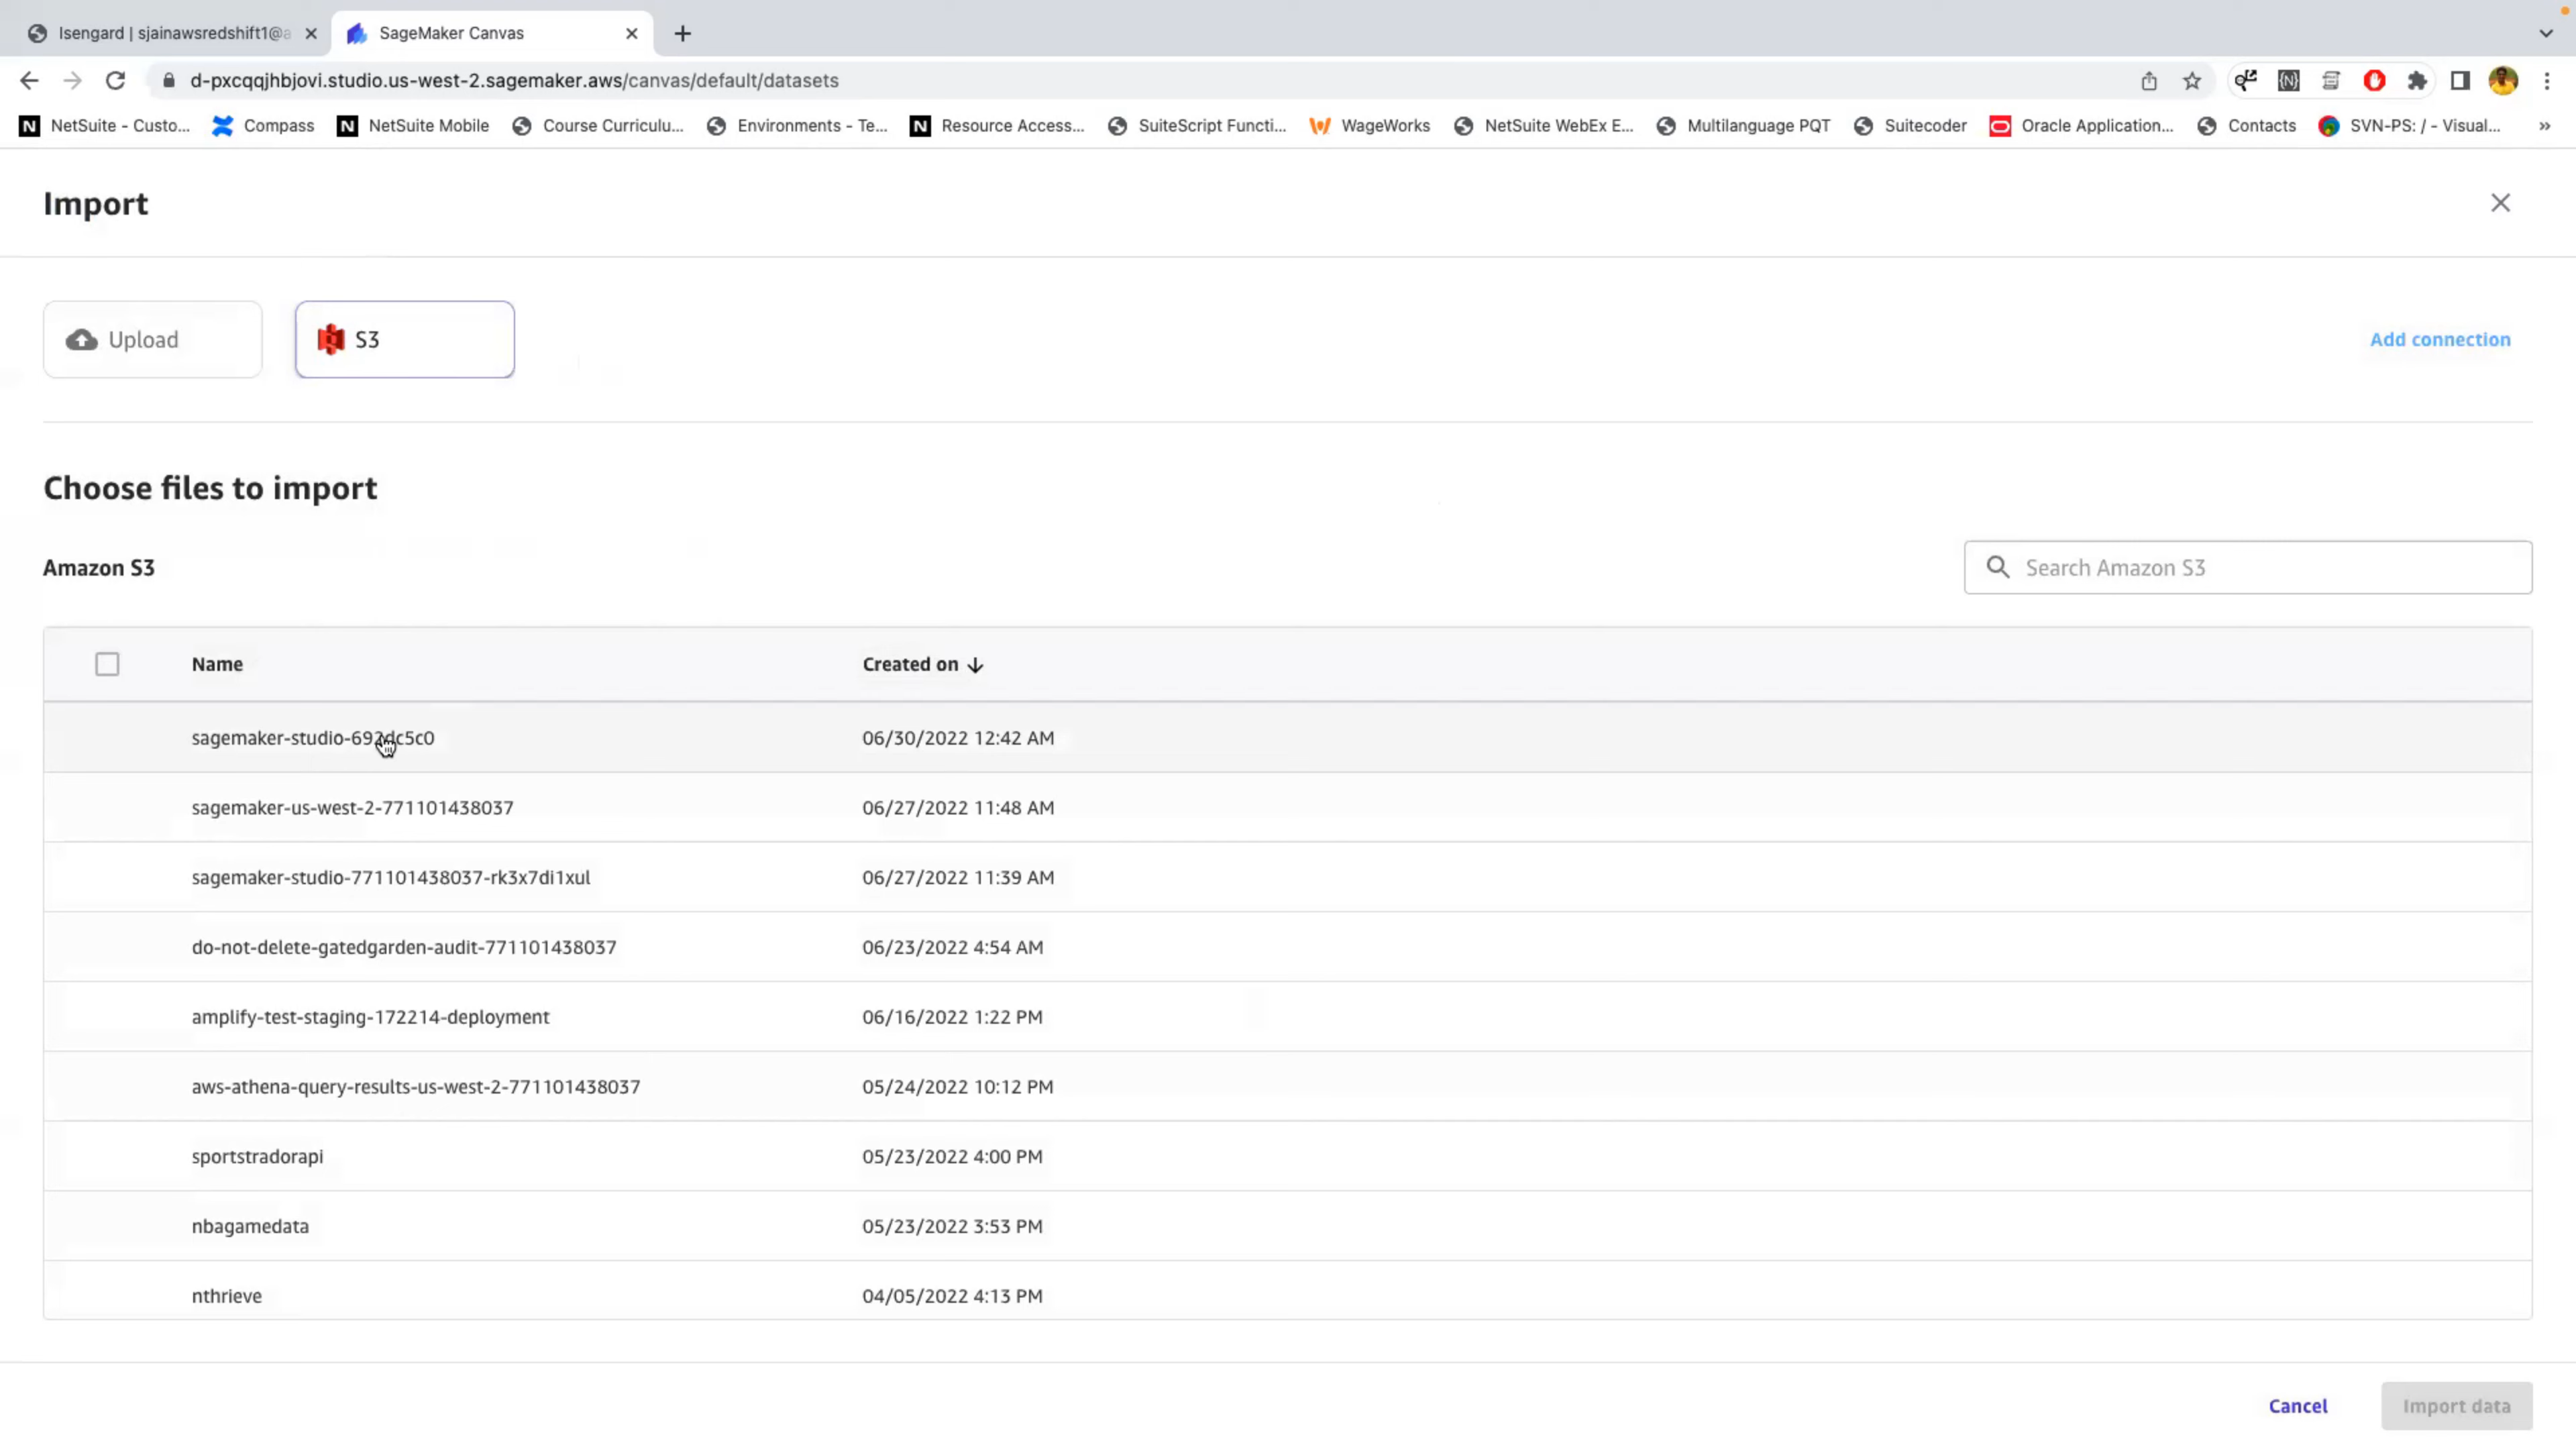 Isengard | sjainawsredshift1@a
SageMaker Canvas
d-pxcqqjhbjovi.studio.us-west-2.sagemaker.aws/canvas/default/datasets
NetSuite - Custo... Compass NetSuite Mobile Course Curriculu... Environments - Te... Resource Access... SuiteScript Functi... WageWorks NetSuite WebEx E... Multilanguage PQT Suitecoder Oracle Application... Contacts SVN-PS: / - Visual... »
Import
Upload S3 Add connection
Choose files to import
Amazon S3 Search Amazon S3
Name Created on
sagemaker-studio-692dc5c0 06/30/2022 12:42 AM
sagemaker-us-west-2-771101438037 06/27/2022 11:48 AM
sagemaker-studio-771101438037-rk3x7di1xul 06/27/2022 11:39 AM
do-not-delete-gatedgarden-audit-771101438037 06/23/2022 4:54 AM
amplify-test-staging-172214-deployment 06/16/2022 1:22 PM
aws-athena-query-results-us-west-2-771101438037 05/24/2022 10:12 PM
sportstradorapi 05/23/2022 4:00 PM
nbagamedata 05/23/2022 3:53 PM
nthrieve 04/05/2022 4:13 PM
Cancel Import data